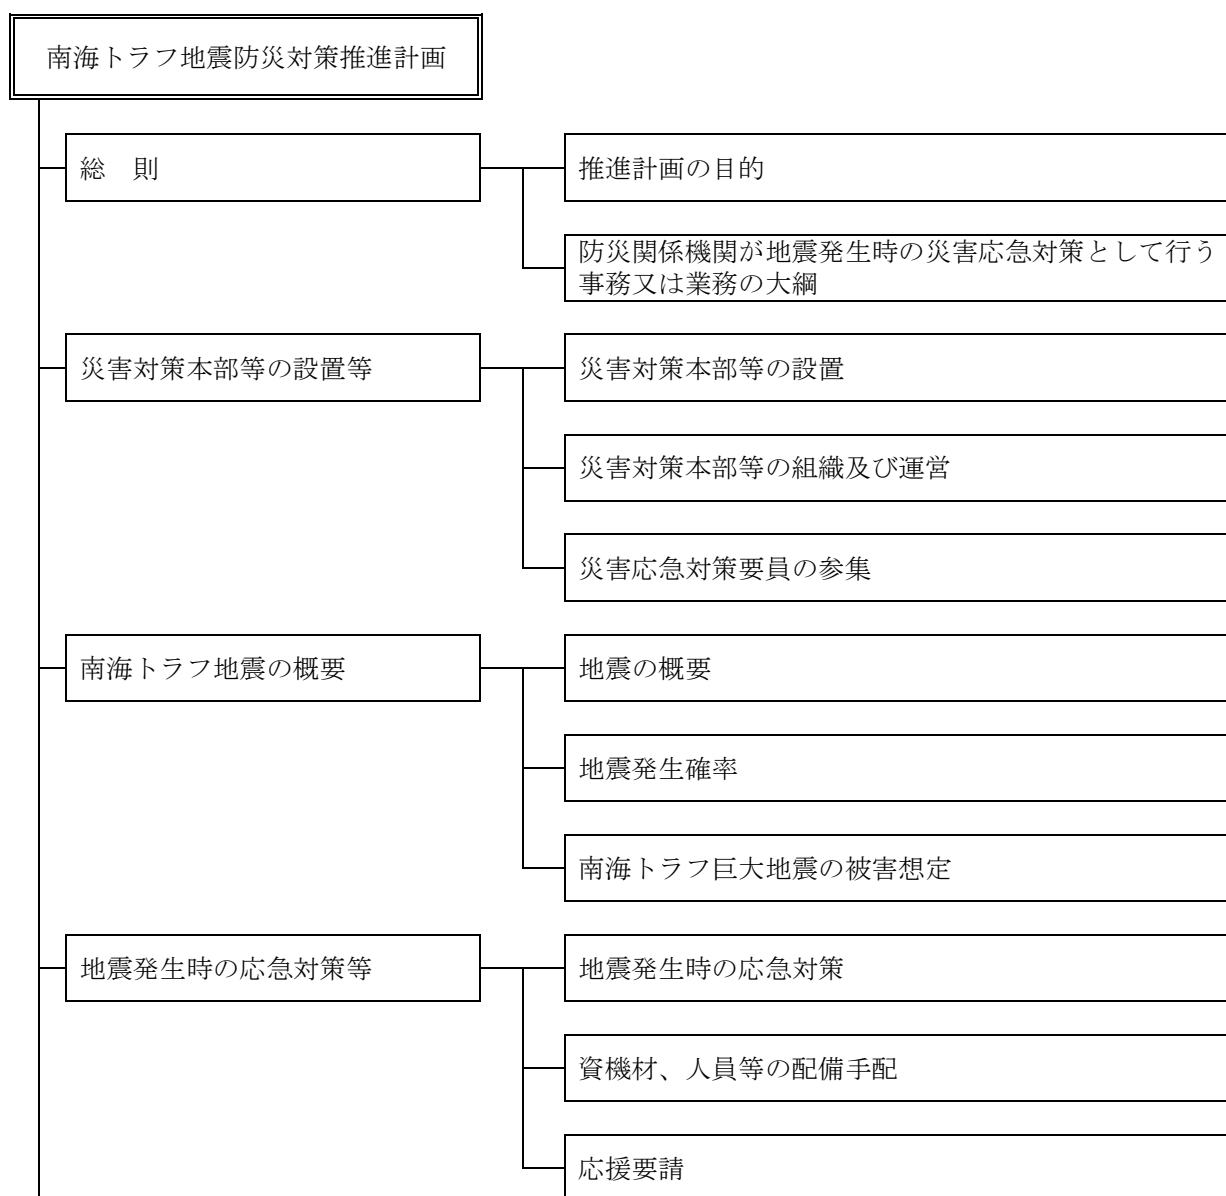 南海トラフ地震防災対策推進計画
総　則
推進計画の目的
防災関係機関が地震発生時の災害応急対策として行う
事務又は業務の大綱
災害対策本部等の設置等
災害対策本部等の設置
災害対策本部等の組織及び運営
災害応急対策要員の参集
南海トラフ地震の概要
地震の概要
地震発生確率
南海トラフ巨大地震の被害想定
地震発生時の応急対策等
地震発生時の応急対策
資機材、人員等の配備手配
応援要請